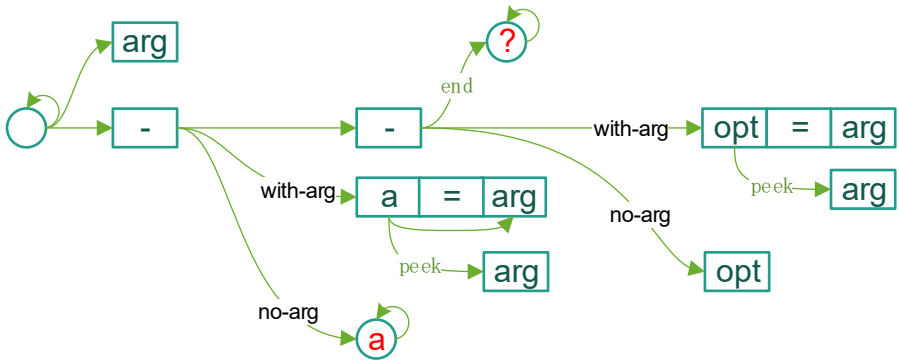 arg
?
end
-
-
with-arg
opt = arg
peek
arg
with-arg
a = arg
no-arg
peek
arg
opt
no-arg
a